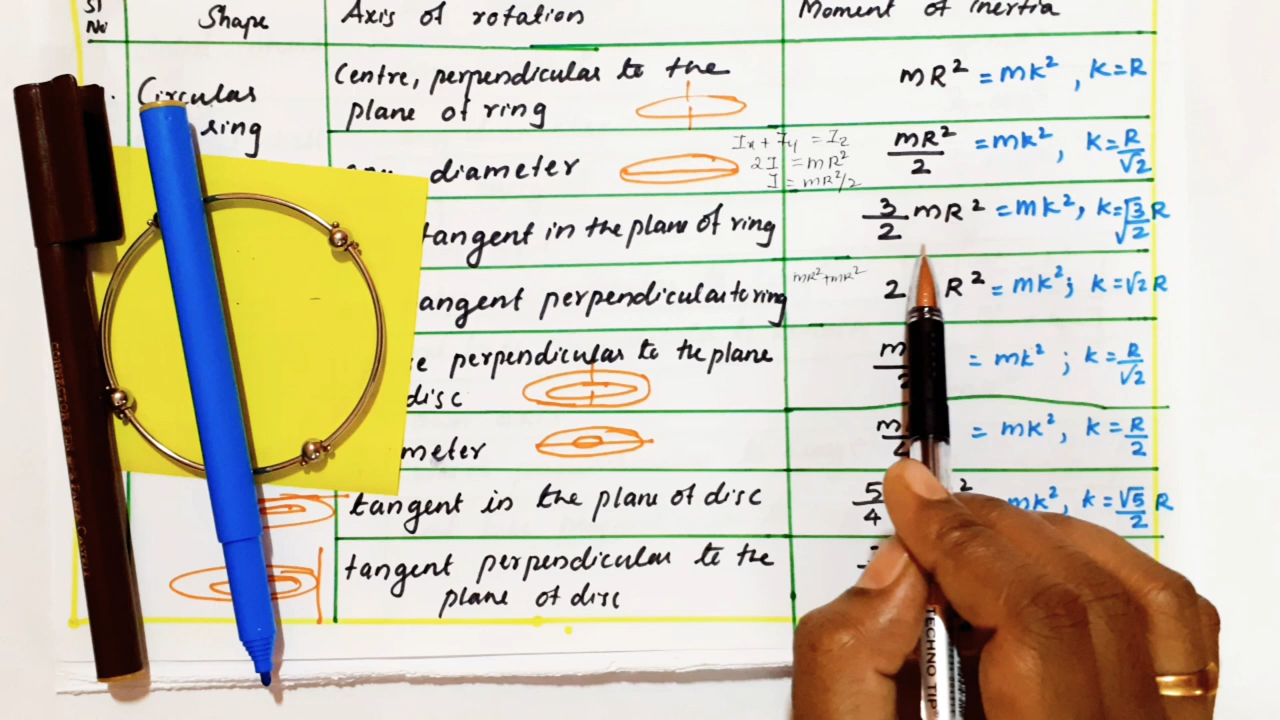 Sl
No
Shape
Axis of rotation
Moment of inertia
Circular
ring
Centre, perpendicular to the
plane of ring
mR² = mk², k=R
diameter
Ix + Iy = Iz
2I = mR²
I = mR²/2
mR²/2 = mk², k=R/√2
tangent in the plane of ring
3/2 mR² = mk², k=√3/√2 R
tangent perpendicular to ring
mR²+mR²
2 R² = mk²; k=√2 R
perpendicular to the plane
disc
= mk² ; k=R/√2
= mk², k=R/2
tangent in the plane of disc
5/4 ² mk², k=√5/2 R
tangent perpendicular to the
plane of disc
TECHNO TIP